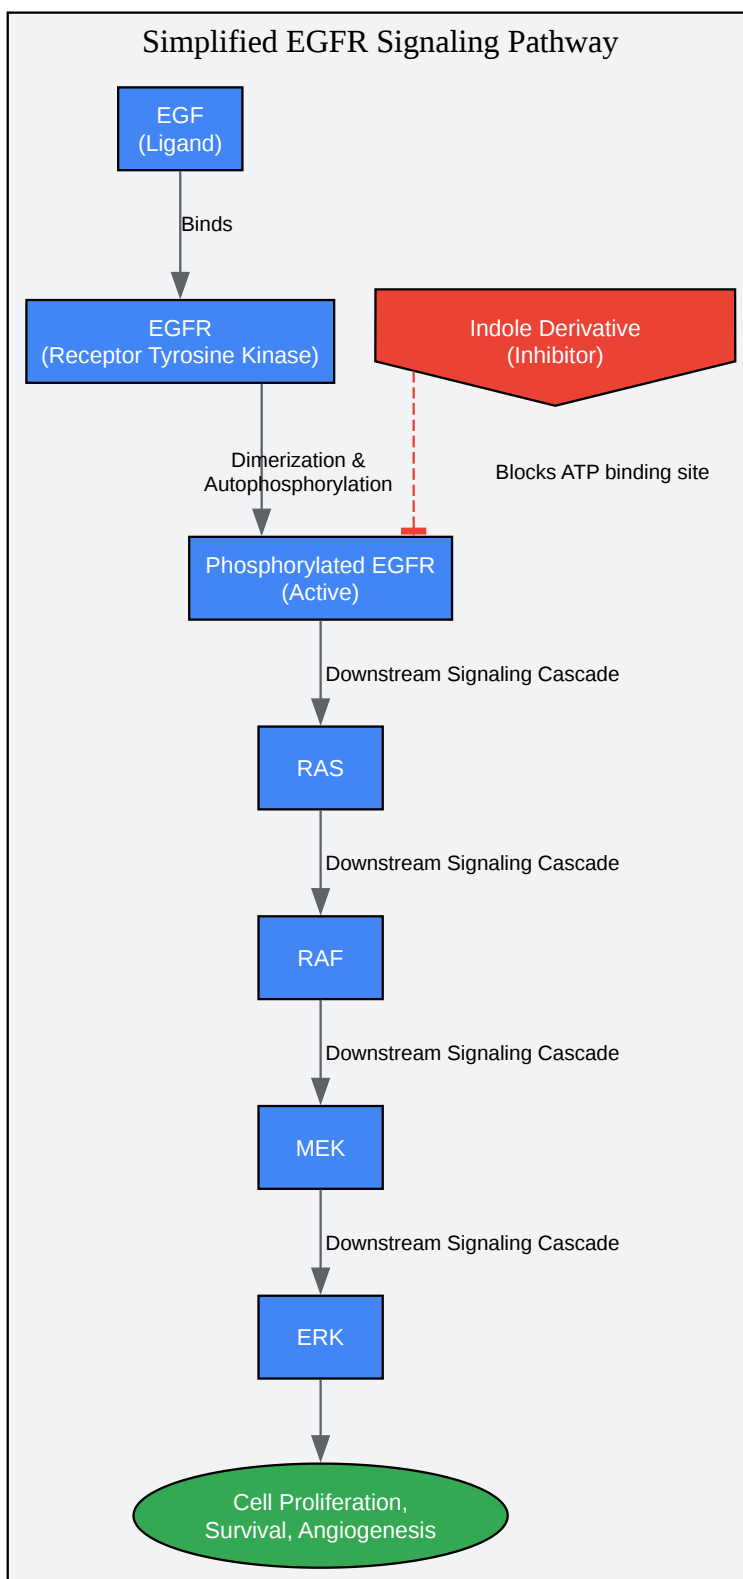 Simplified EGFR Signaling Pathway
EGF
(Ligand)
Binds
EGFR
(Receptor Tyrosine Kinase)
Indole Derivative
(Inhibitor)
Dimerization &
Autophosphorylation
Blocks ATP binding site
Phosphorylated EGFR
(Active)
Downstream Signaling Cascade
RAS
Downstream Signaling Cascade
RAF
Downstream Signaling Cascade
MEK
Downstream Signaling Cascade
ERK
Cell Proliferation,
Survival, Angiogenesis